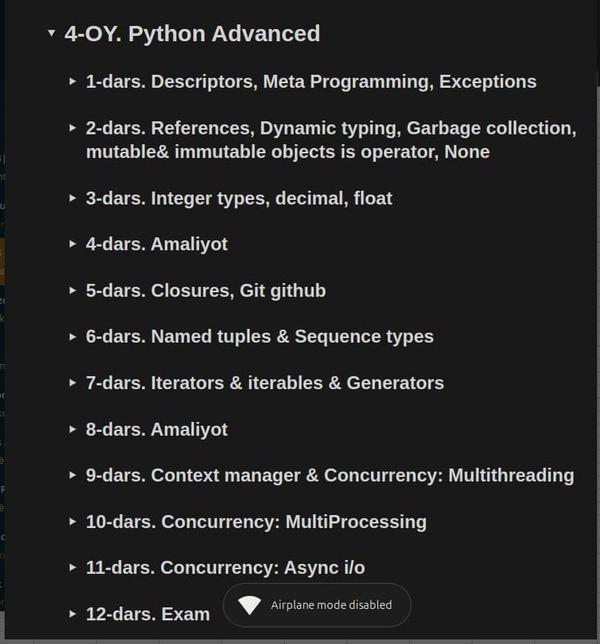 4-OY. Python Advanced
1-dars. Descriptors, Meta Programming, Exceptions
2-dars. References, Dynamic typing, Garbage collection,
mutable& immutable objects is operator, None
3-dars. Integer types, decimal, float
4-dars. Amaliyot
5-dars. Closures, Git github
6-dars. Named tuples & Sequence types
7-dars. Iterators & iterables & Generators
8-dars. Amaliyot
9-dars. Context manager & Concurrency: Multithreading
10-dars. Concurrency: MultiProcessing
11-dars. Concurrency: Async i/o
Airplane mode disabled
12-dars. Exam